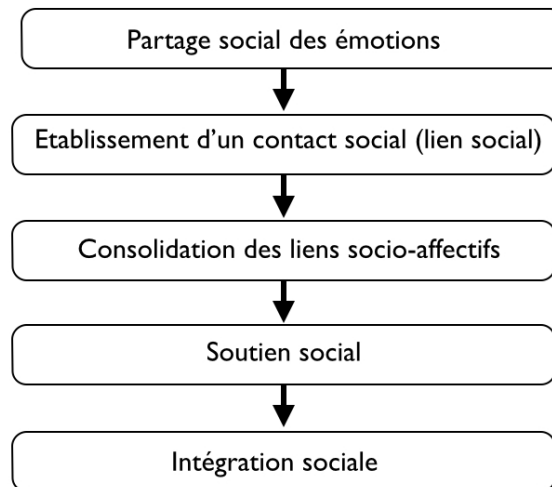 Partage social des émotions
Etablissement d'un contact social (lien social)
Consolidation des liens socio-affectifs
Soutien social
Intégration sociale